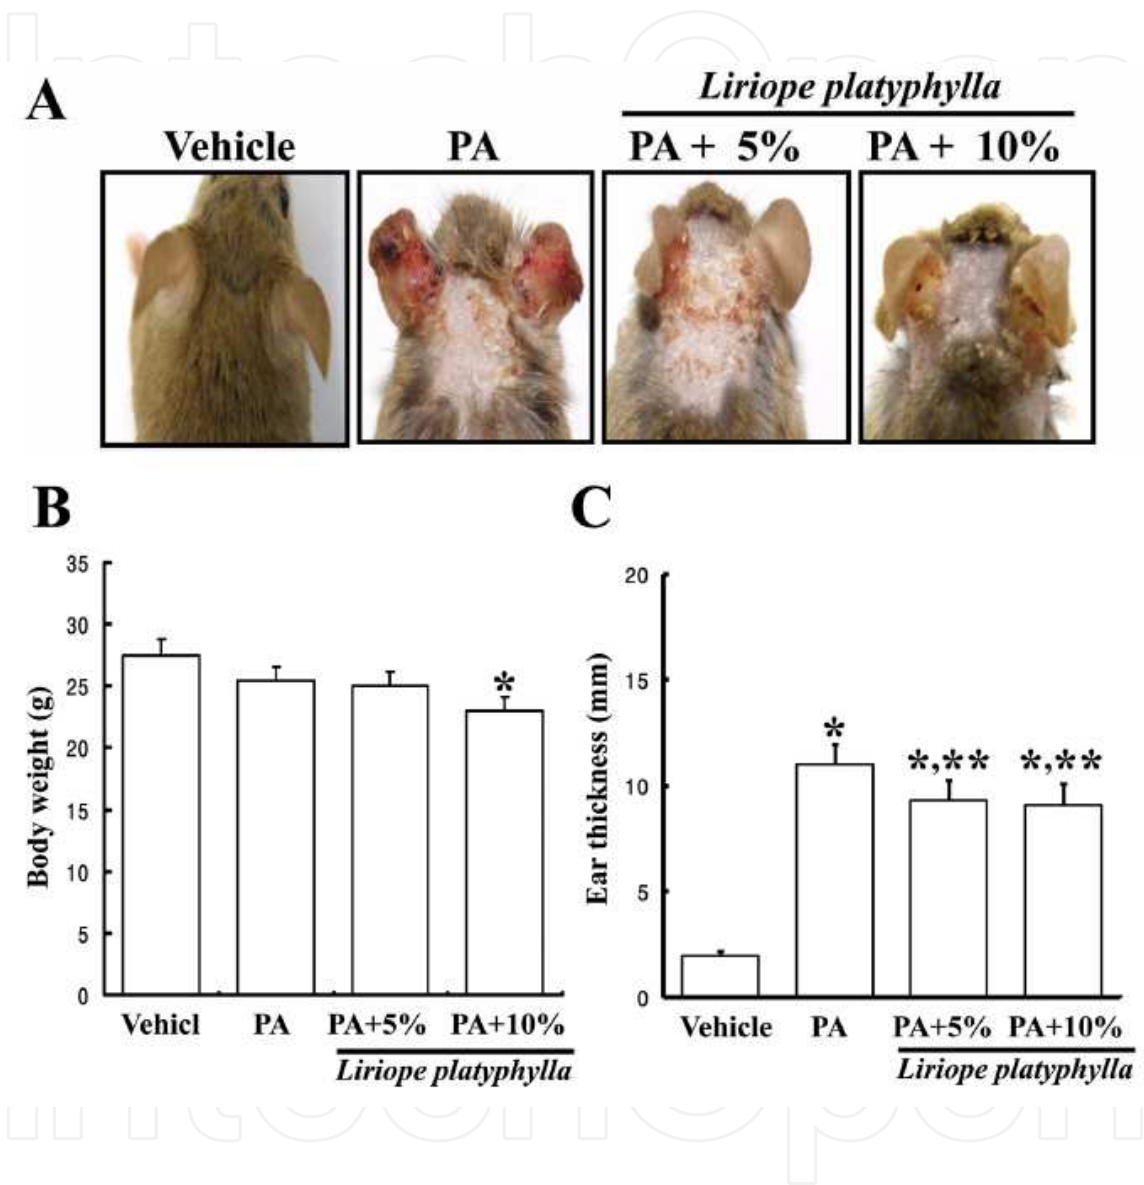 IntechOpen
A
Liriope platyphylla
Vehicle PA PA + 5% PA + 10%
B
C
35
30
25
20
15
10
5
0
Body weight (g)
*
Vehicl PA PA+5% PA+10%
Liriope platyphylla
20
15
10
5
0
Ear thickness (mm)
* *,** *,**
Vehicle PA PA+5% PA+10%
Liriope platyphylla
IntechOpen